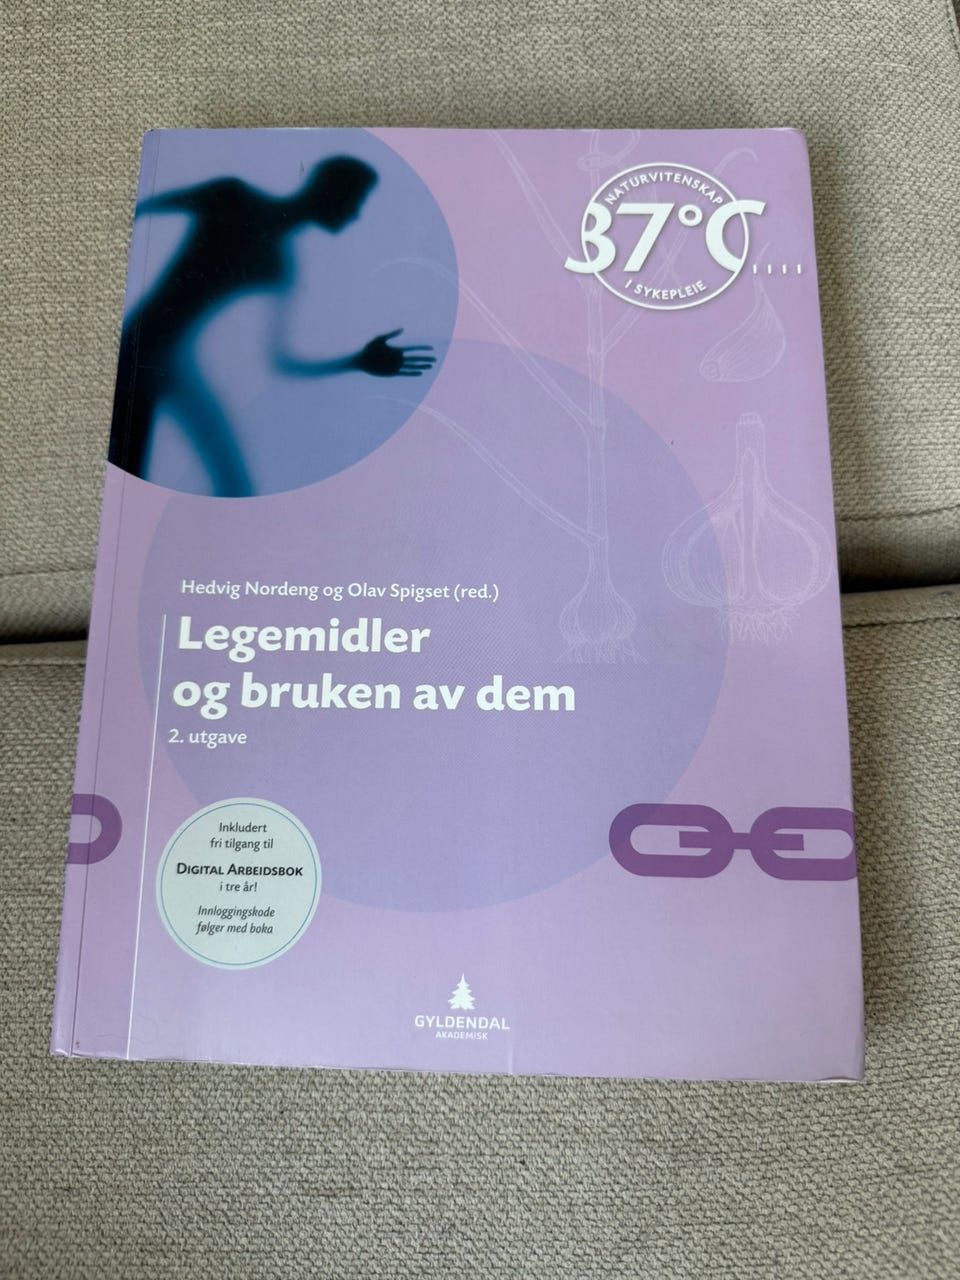 NATURVITENSKAP
37°C
I SYKEPLEIE
Hedvig Nordeng og Olav Spigset (red.)
Legemidler
og bruken av dem
2. utgave
Inkludert
fri tilgang til
DIGITAL ARBEIDSBOK
i tre år!
Innloggingskode
følger med boka
GYLDENDAL
AKADEMISK